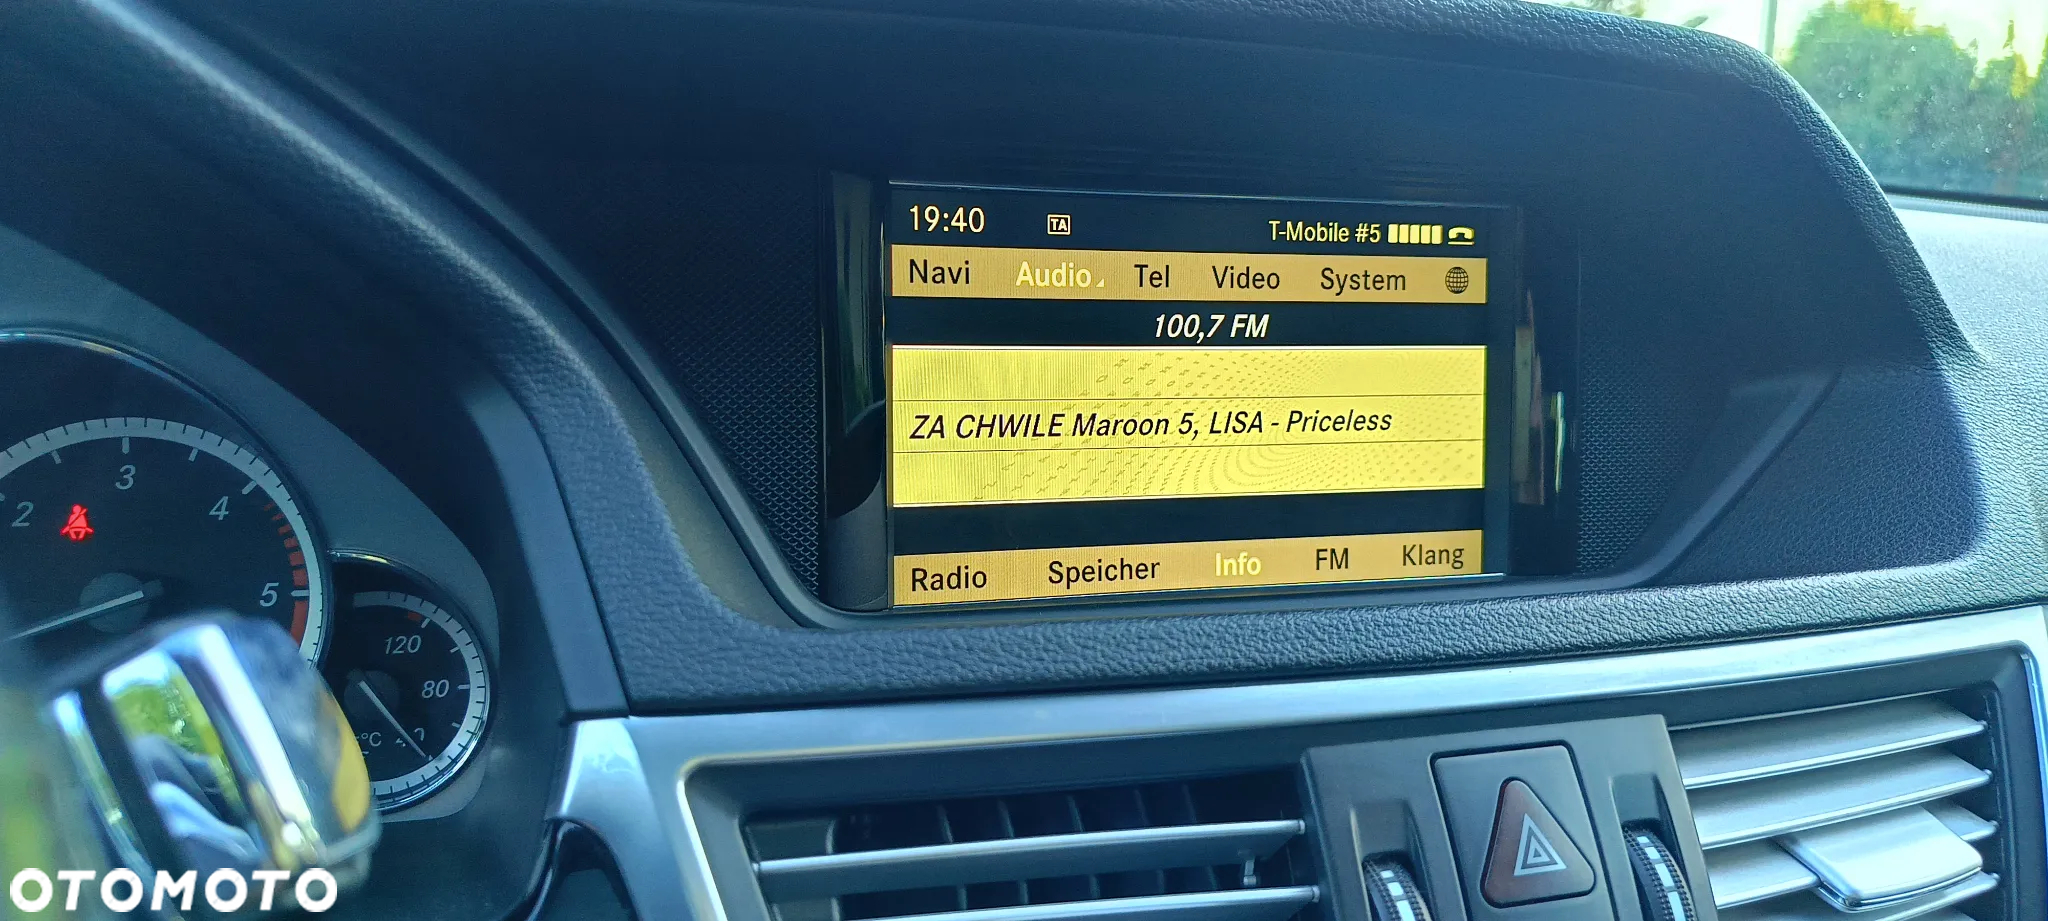 19:40 TA T-Mobile #5
Navi Audio Tel Video System
100,7 FM
ZA CHWILE Maroon 5, LISA - Priceless
Radio Speicher Info FM Klang
2 3 4 5
120
80
°C
OTOMOTO